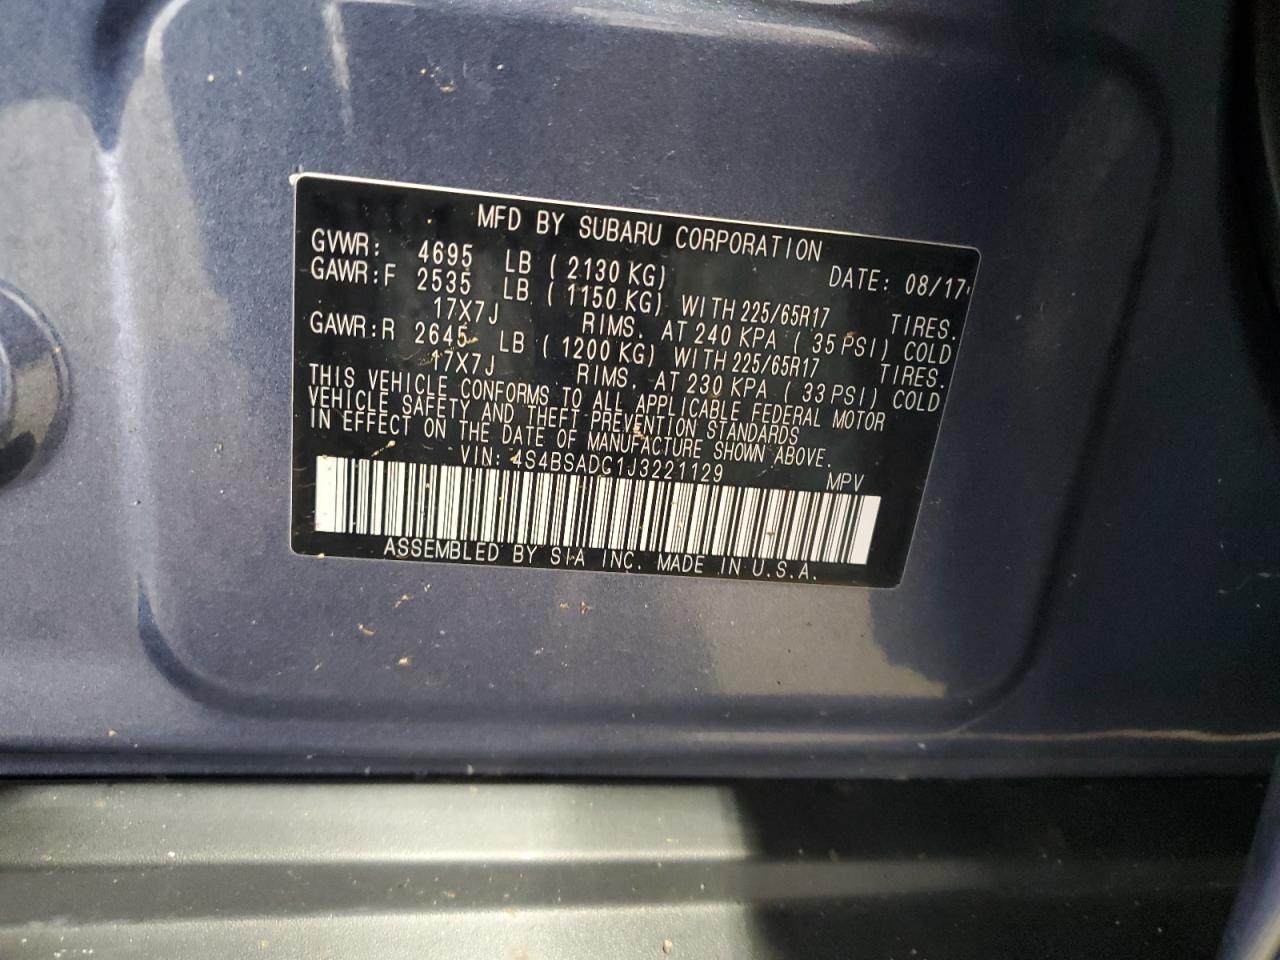 MFD BY SUBARU CORPORATION
GVWR: 4695 LB ( 2130 KG) DATE: 08/17
GAWR:F 2535 LB ( 1150 KG) WITH 225/65R17 TIRES.
17X7J RIMS. AT 240 KPA ( 35 PSI) COLD
GAWR:R 2645 LB ( 1200 KG) WITH 225/65R17 TIRES.
17X7J RIMS. AT 230 KPA ( 33 PSI) COLD
THIS VEHICLE CONFORMS TO ALL APPLICABLE FEDERAL MOTOR
VEHICLE SAFETY AND THEFT PREVENTION STANDARDS
IN EFFECT ON THE DATE OF MANUFACTURE SHOWN ABOVE.
VIN: 4S4BSADC1J3221129 MPV
ASSEMBLED BY SIA INC. MADE IN U.S.A.